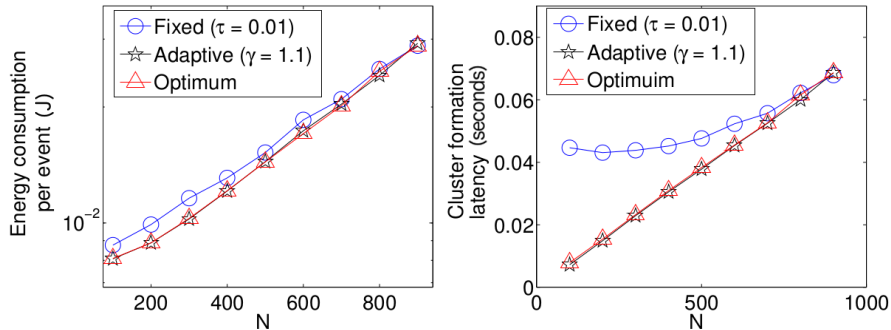 Fixed (τ = 0.01)
Adaptive (γ = 1.1)
Optimum
Energy consumption
per event (J)
10⁻²
200 400 600 800
N
Fixed (τ = 0.01)
Adaptive (γ = 1.1)
Optimuim
Cluster formation
latency (seconds)
0.08
0.06
0.04
0.02
0
0 500 1000
N